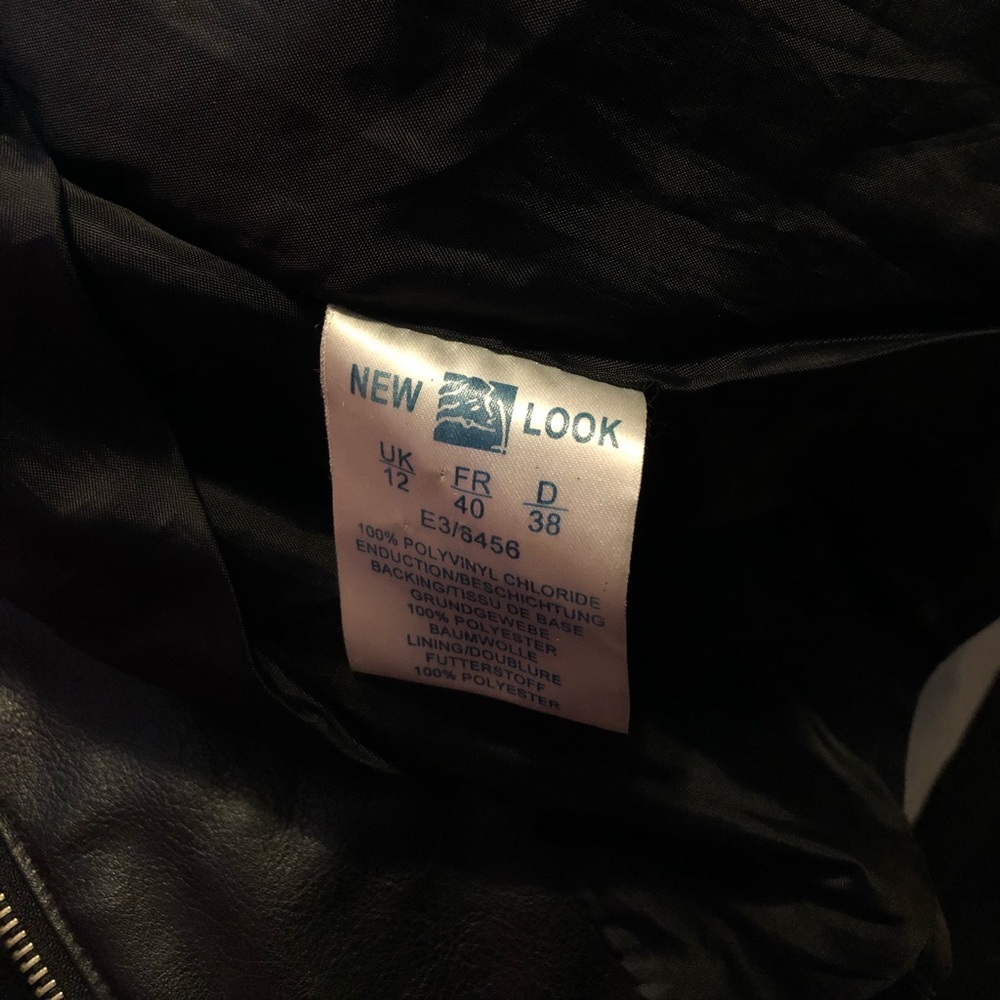 NEW LOOK
UK FR D
12 40 38
E3/8456
100% POLYVINYL CHLORIDE
ENDUCTION/BESCHICHTUNG
BACKING/TISSU DE BASE
GRUNDGEWEBE
100% POLYESTER
BAUMWOLLE
LINING/DOUBLURE
FUTTERSTOFF
100% POLYESTER